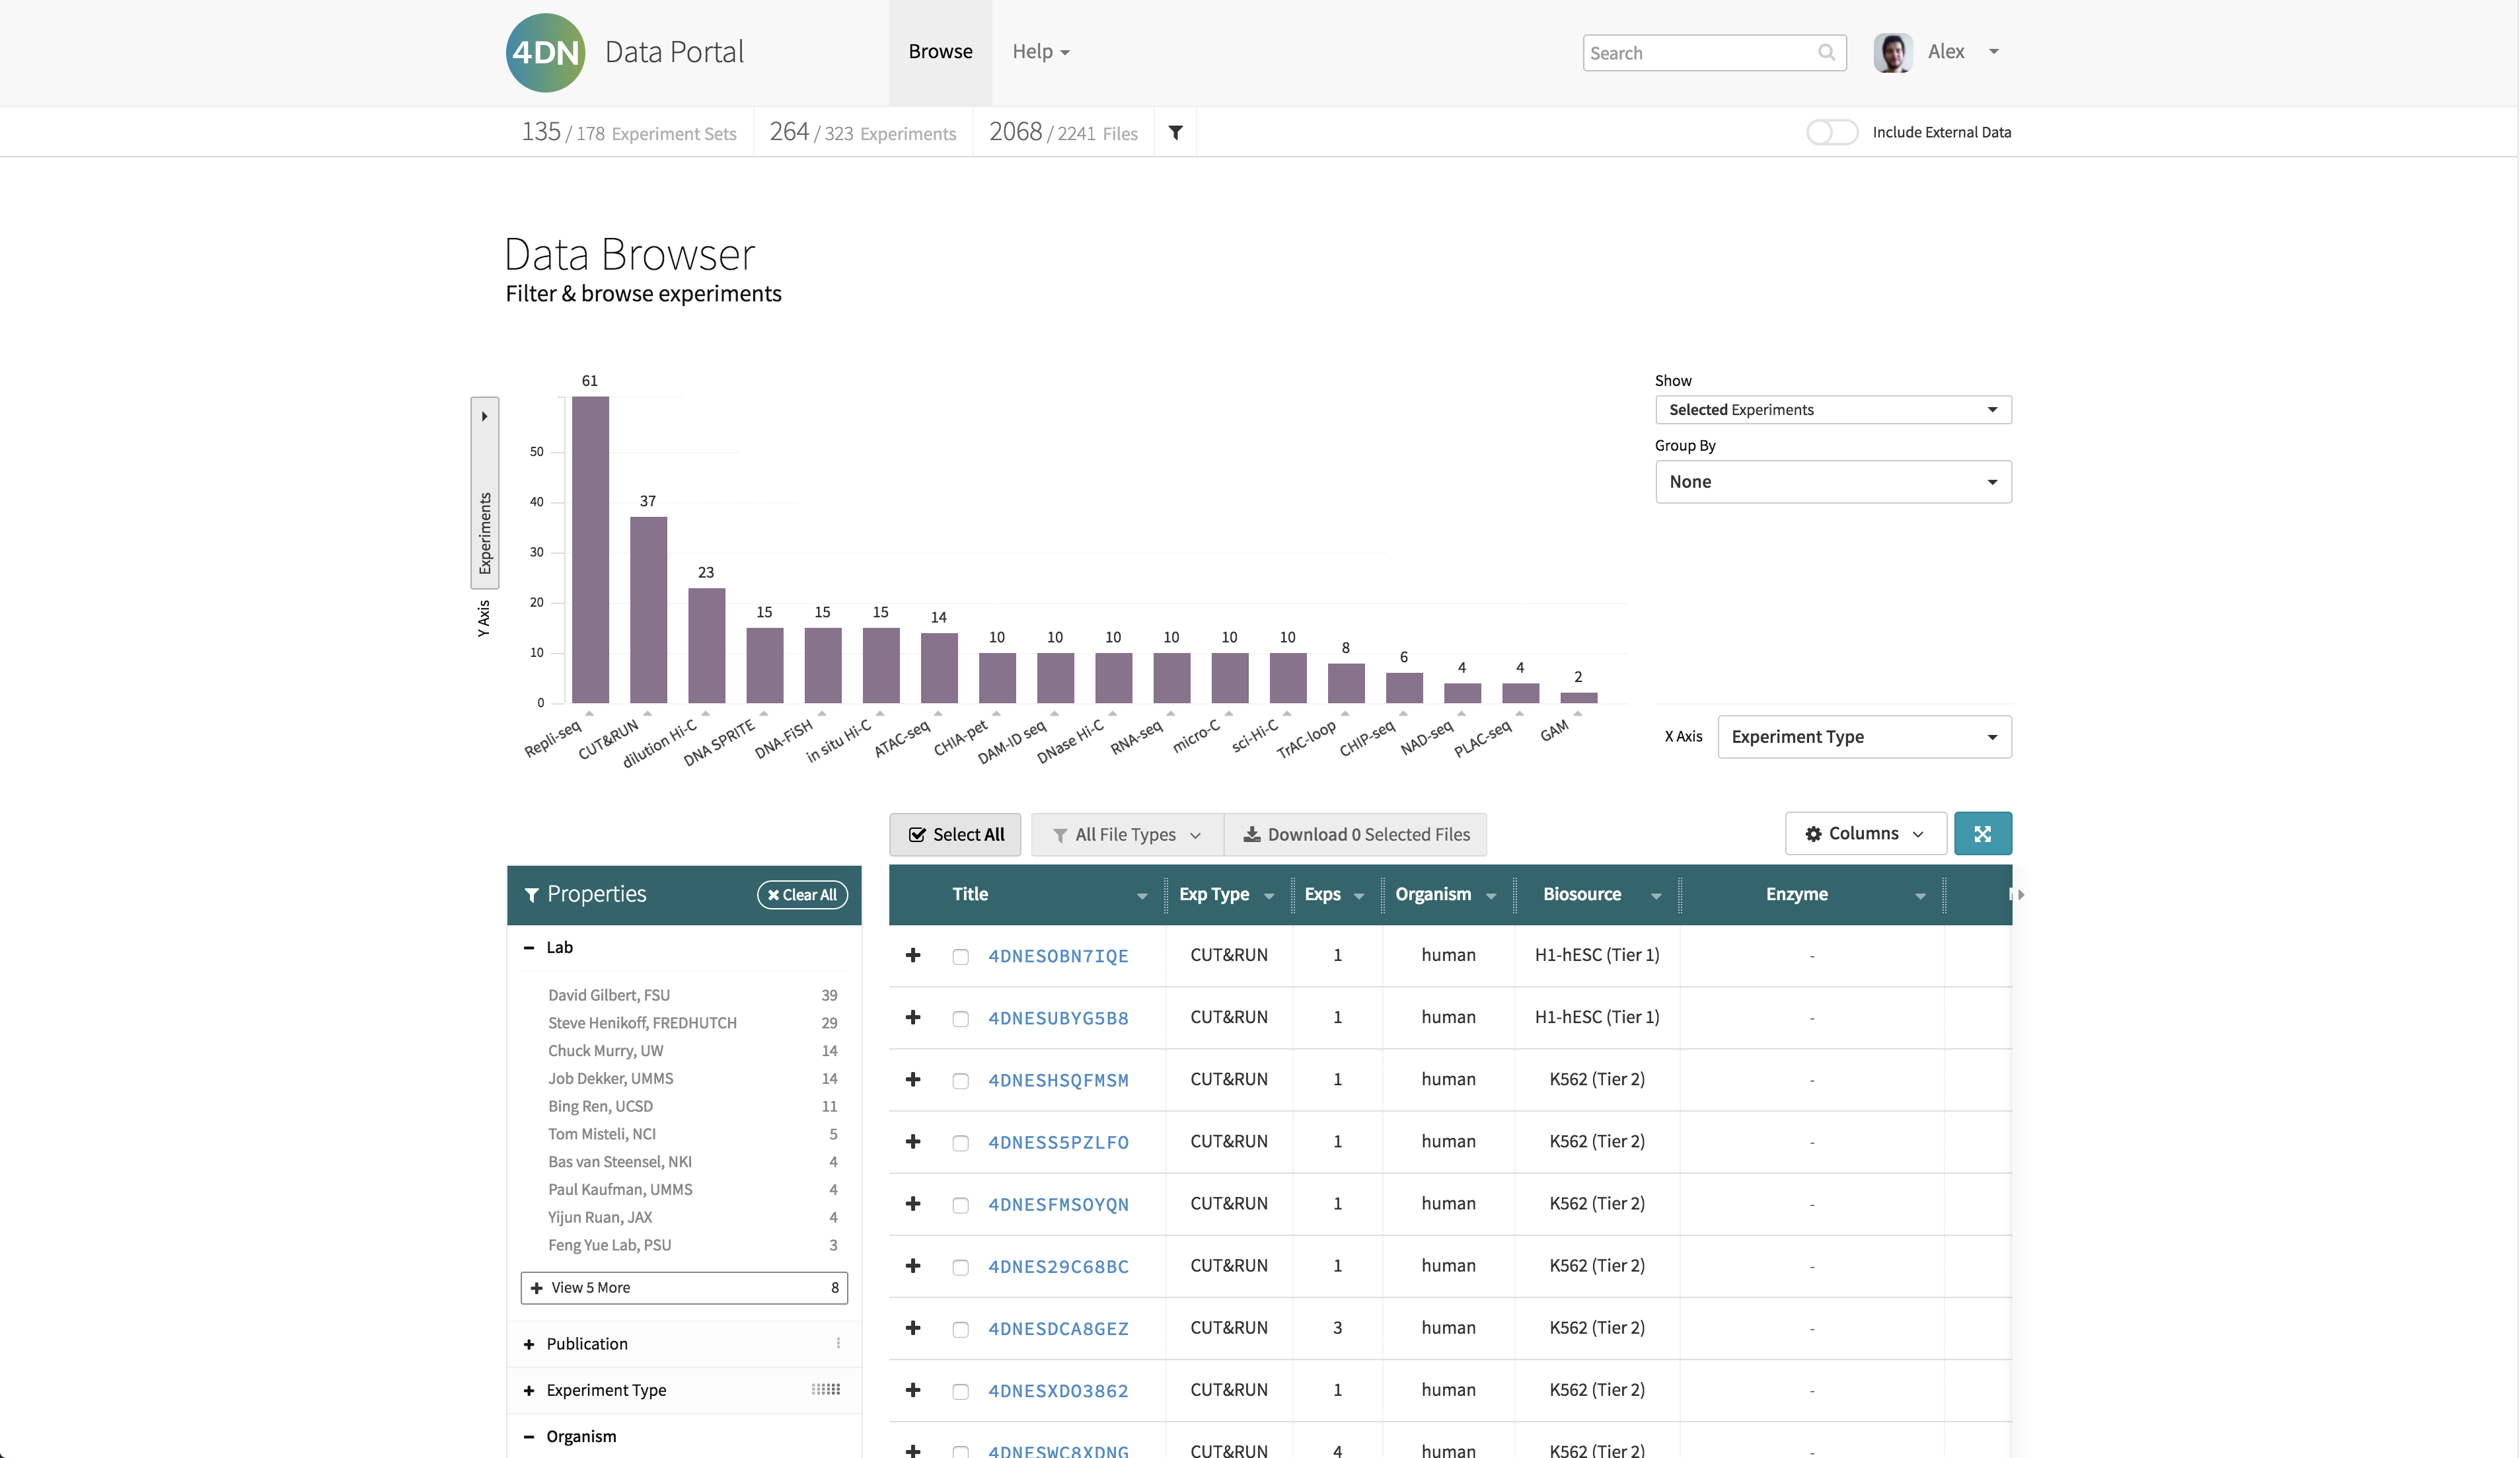 4DN Data Portal Browse Help Search Alex
135 / 178 Experiment Sets 264 / 323 Experiments 2068 / 2241 Files Include External Data
Data Browser
Filter & browse experiments
Show
Selected Experiments
Group By
None
Y Axis Experiments
50
40
30
20
10
0
61
37
23
15
15
15
14
10
10
10
10
10
10
8
6
4
4
2
Repli-seq
CUT&RUN
dilution Hi-C
DNA SPRITE
DNA-FiSH
in situ Hi-C
ATAC-seq
CHIA-pet
DAM-ID seq
DNase Hi-C
RNA-seq
micro-C
sci-Hi-C
TrAC-loop
CHIP-seq
NAD-seq
PLAC-seq
GAM
X Axis Experiment Type
Select All All File Types Download 0 Selected Files Columns
Properties Clear All
Lab
David Gilbert, FSU 39
Steve Henikoff, FREDHUTCH 29
Chuck Murry, UW 14
Job Dekker, UMMS 14
Bing Ren, UCSD 11
Tom Misteli, NCI 5
Bas van Steensel, NKI 4
Paul Kaufman, UMMS 4
Yijun Ruan, JAX 4
Feng Yue Lab, PSU 3
View 5 More 8
Publication
Experiment Type
Organism
Title Exp Type Exps Organism Biosource Enzyme
4DNESOBN7IQE CUT&RUN 1 human H1-hESC (Tier 1) -
4DNESUBYG5B8 CUT&RUN 1 human H1-hESC (Tier 1) -
4DNESHSQFMSM CUT&RUN 1 human K562 (Tier 2) -
4DNESS5PZLFO CUT&RUN 1 human K562 (Tier 2) -
4DNESFMSOYQN CUT&RUN 1 human K562 (Tier 2) -
4DNES29C68BC CUT&RUN 1 human K562 (Tier 2) -
4DNESDCA8GEZ CUT&RUN 3 human K562 (Tier 2) -
4DNESXDO3862 CUT&RUN 1 human K562 (Tier 2) -
4DNESWC8XDNG CUT&RUN 4 human K562 (Tier 2) -